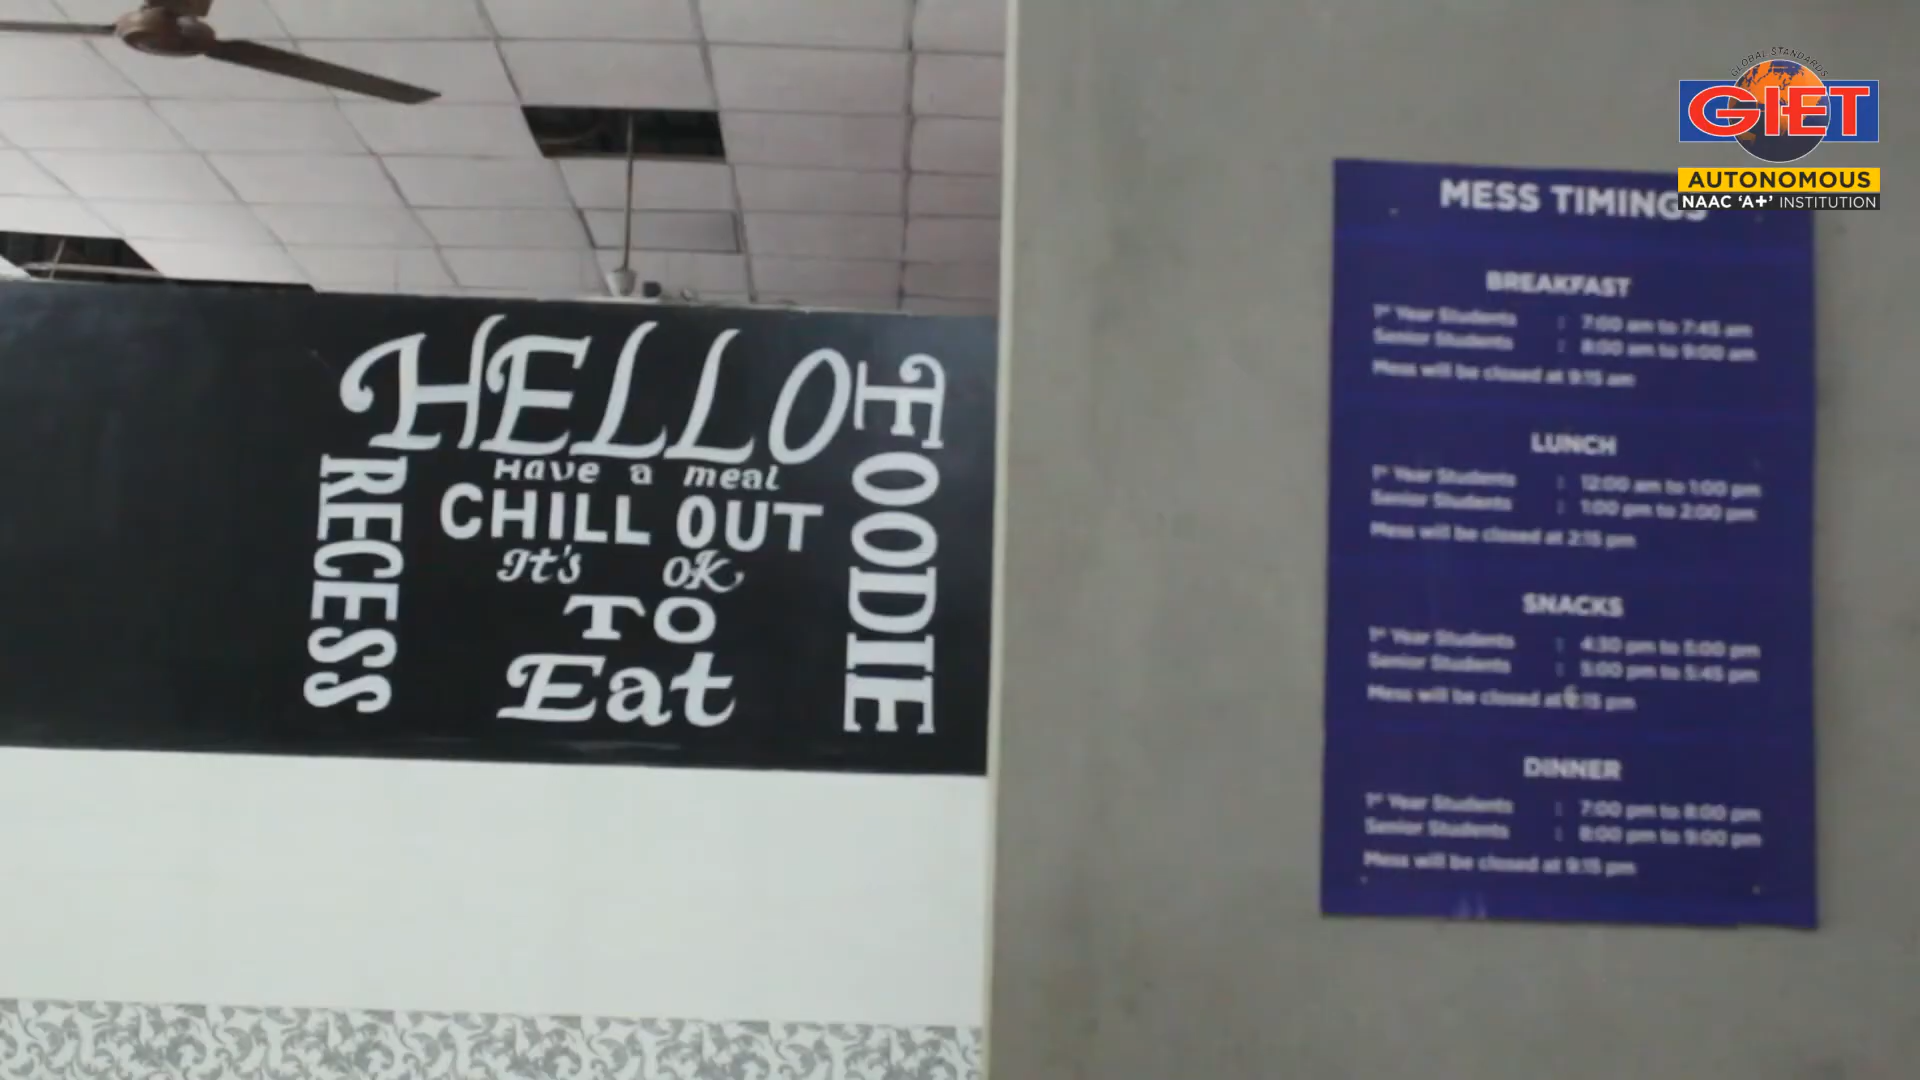 HELLO
Have a meal
CHILL OUT
It's OK
TO
Eat
RECESS
FOODIE
MESS TIMINGS
BREAKFAST
1st Year Students : 7:00 am to 7:45 am
Senior Students : 8:00 am to 9:00 am
Mess will be closed at 9:15 am
LUNCH
1st Year Students : 12:00 am to 1:00 pm
Senior Students : 1:00 pm to 2:00 pm
Mess will be closed at 2:15 pm
SNACKS
1st Year Students : 4:30 pm to 5:00 pm
Senior Students : 5:00 pm to 5:45 pm
Mess will be closed at 6:15 pm
DINNER
1st Year Students : 7:00 pm to 8:00 pm
Senior Students : 8:00 pm to 9:00 pm
Mess will be closed at 9:15 pm
GLOBAL STANDARDS
GIET
AUTONOMOUS
NAAC ‘A+’ INSTITUTION